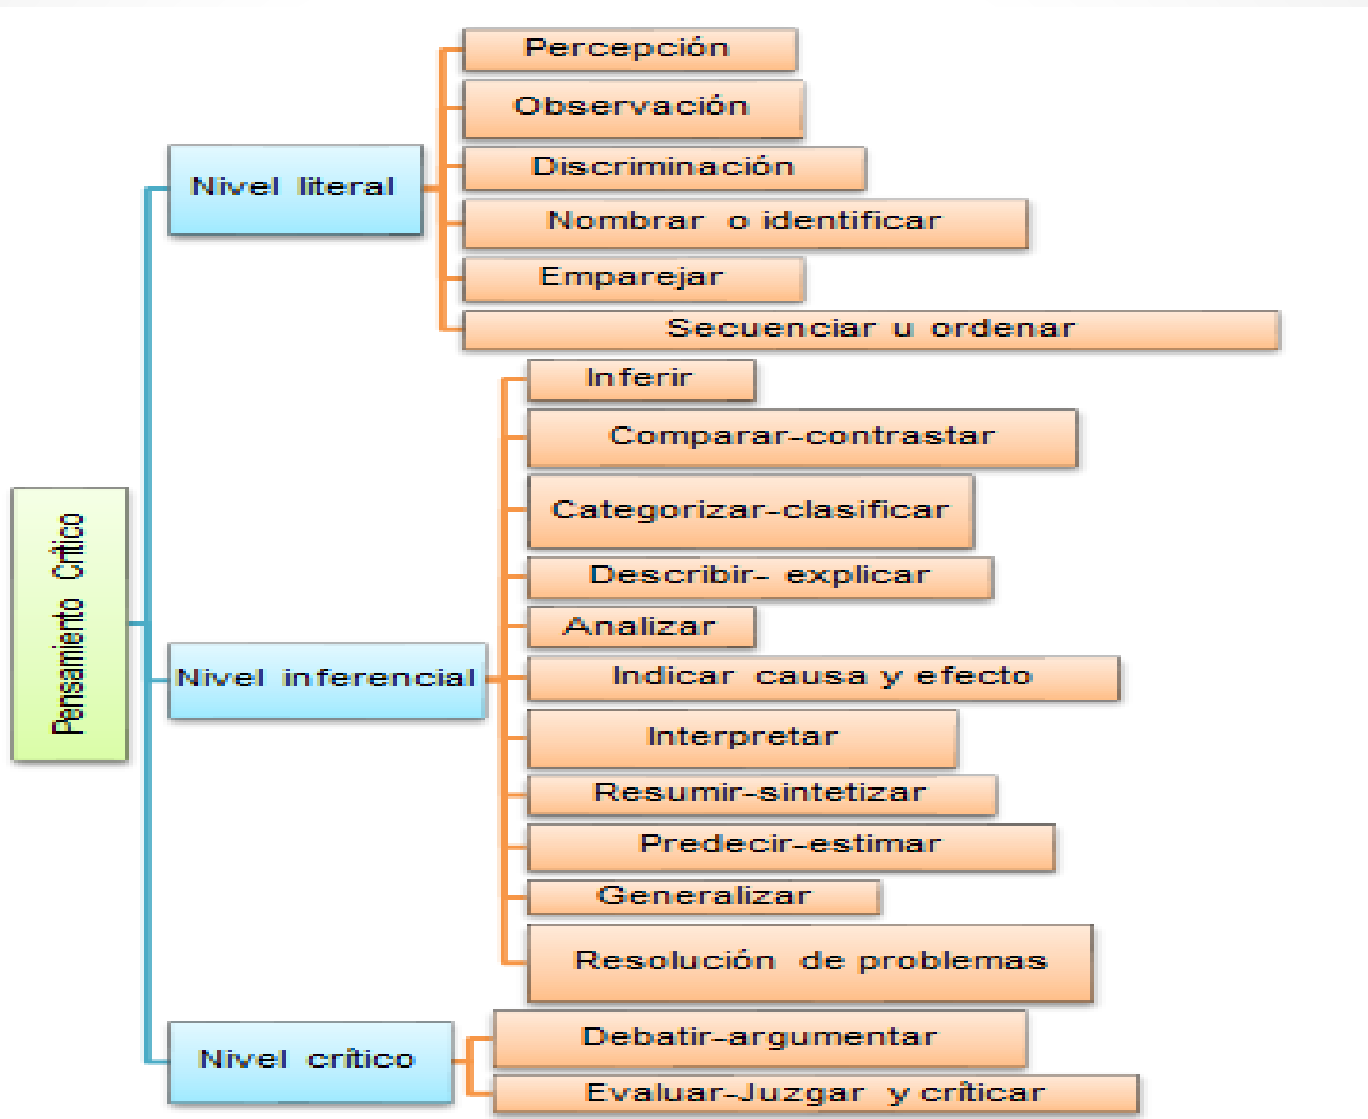 Pensamiento Crítico
Nivel literal
Percepción
Observación
Discriminación
Nombrar o identificar
Emparejar
Secuenciar u ordenar
Nivel inferencial
Inferir
Comparar-contrastar
Categorizar-clasificar
Describir- explicar
Analizar
Indicar causa y efecto
Interpretar
Resumir-sintetizar
Predecir-estimar
Generalizar
Resolución de problemas
Nivel crítico
Debatir-argumentar
Evaluar-Juzgar y críticar